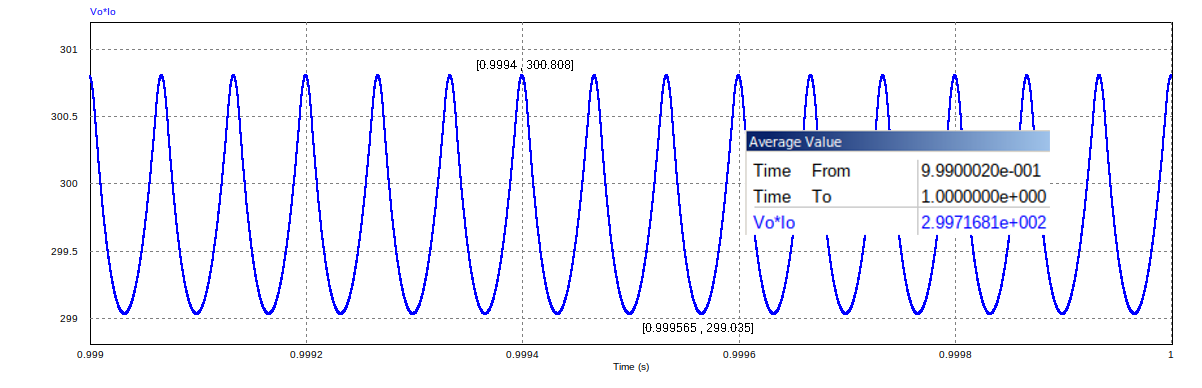 Vo*Io
301
[0.9994 , 300.808]
300.5
Average Value
Time From 9.9900020e-001
Time To 1.0000000e+000
300
Vo*Io 2.9971681e+002
299.5
299
[0.999565 , 299.035]
0.999 0.9992 0.9994 0.9996 0.9998 1
Time (s)